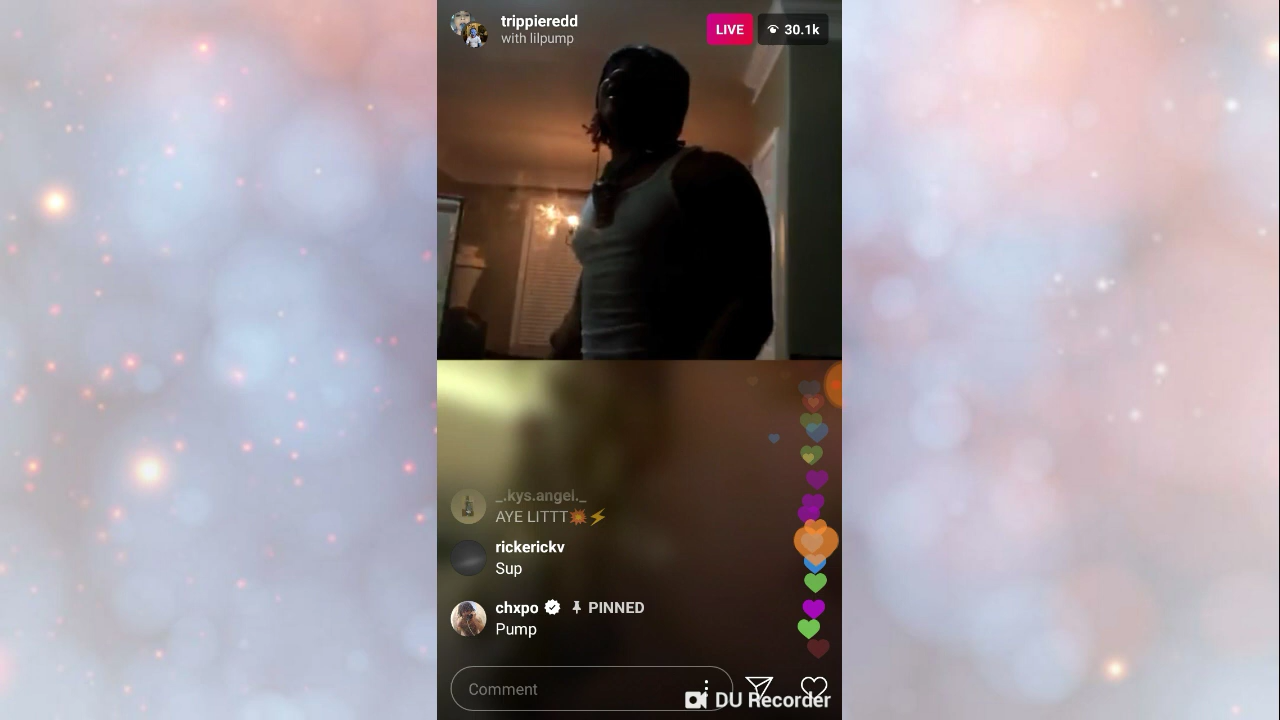 trippieredd
with lilpump
LIVE
30.1k
_.kys.angel._
AYE LITTT💥⚡
rickerickv
Sup
chxpo PINNED
Pump
Comment
DU Recorder